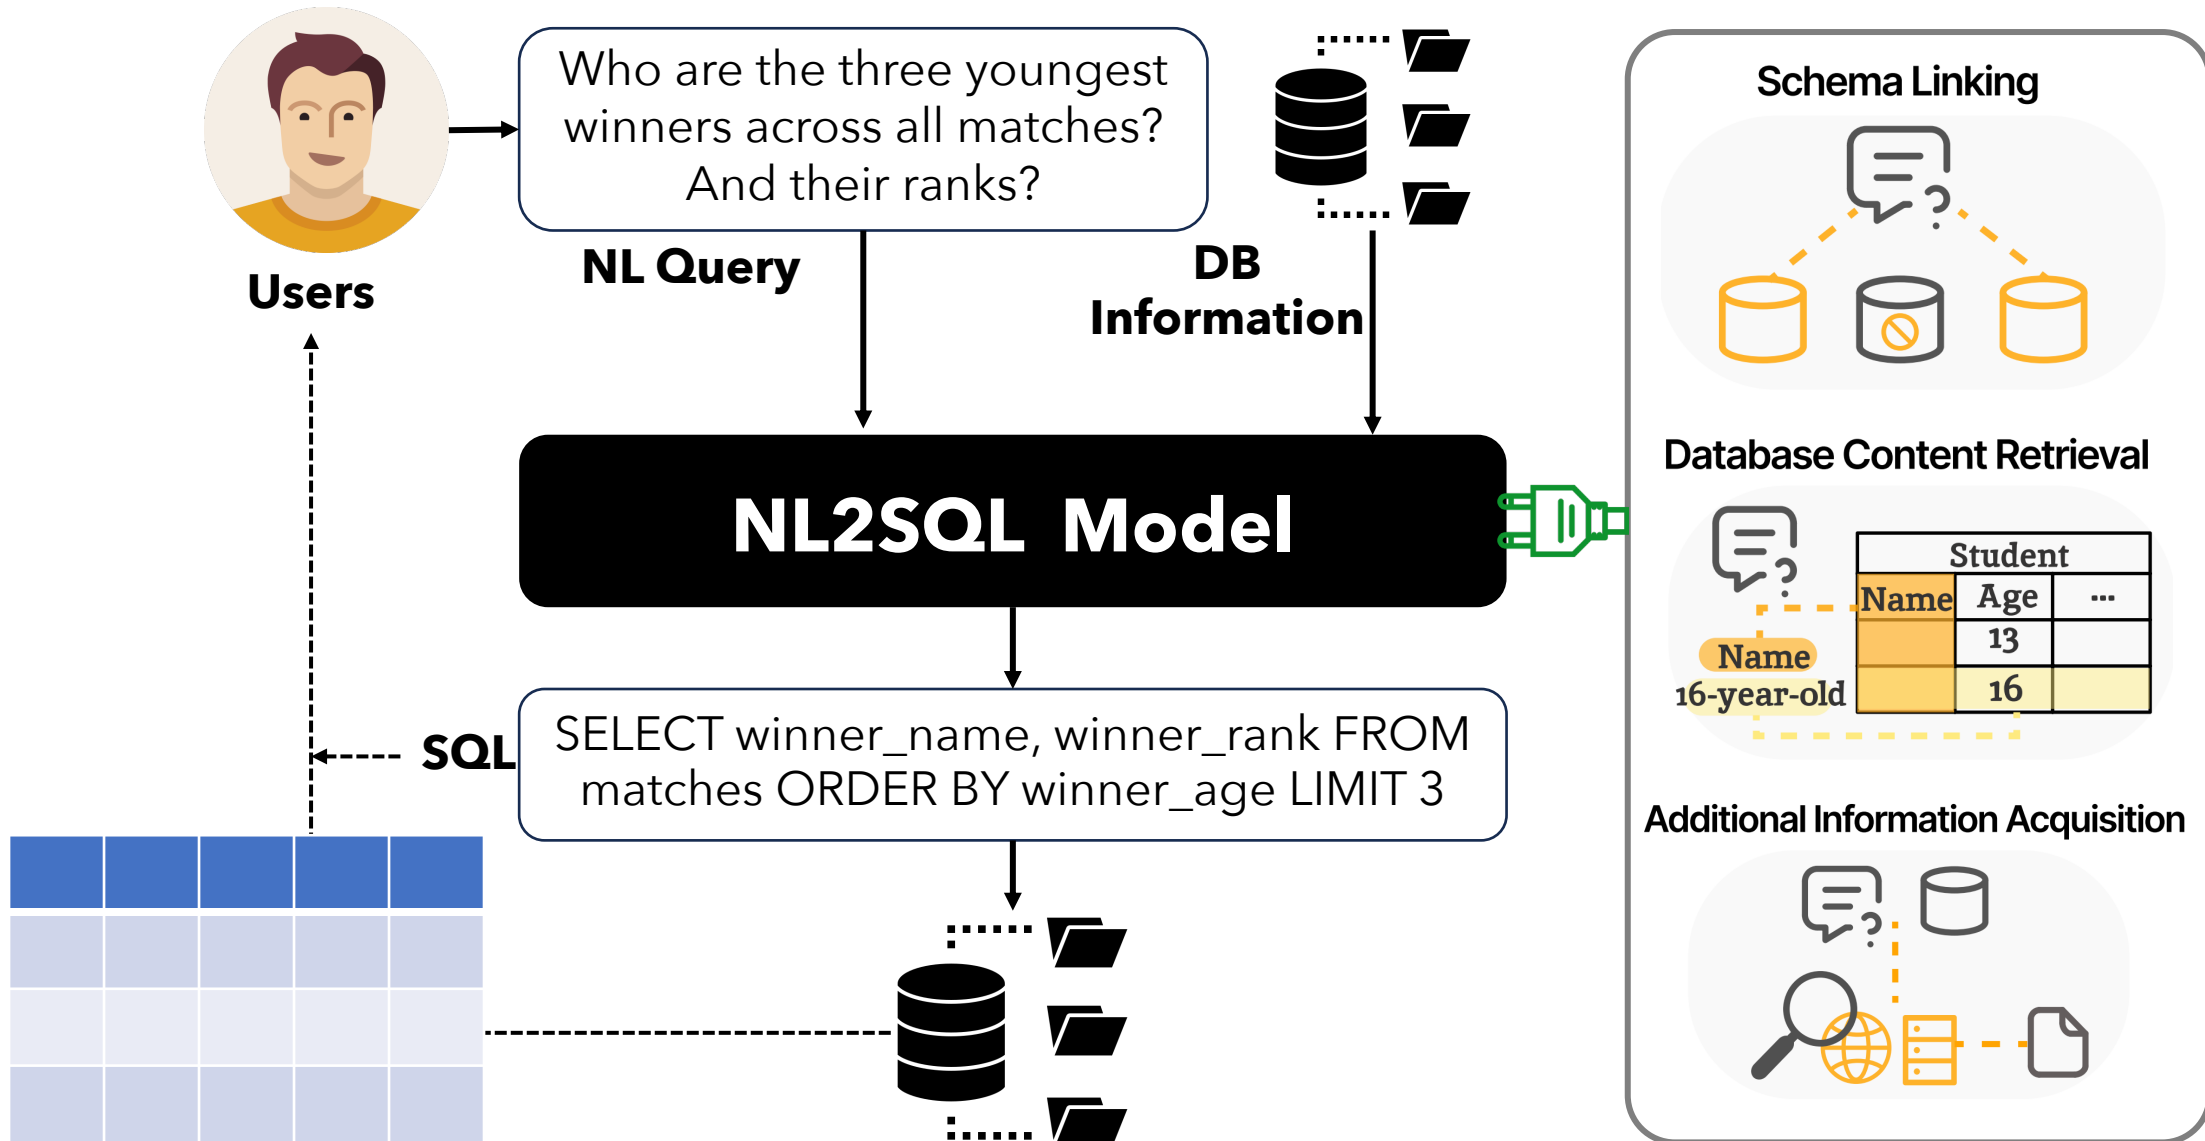 Who are the three youngest
winners across all matches?
And their ranks?
Users
NL Query
DB
Information
NL2SQL Model
SQL
SELECT winner_name, winner_rank FROM
matches ORDER BY winner_age LIMIT 3
Schema Linking
Database Content Retrieval
Student
Name Age ...
13
16
Name
16-year-old
Additional Information Acquisition